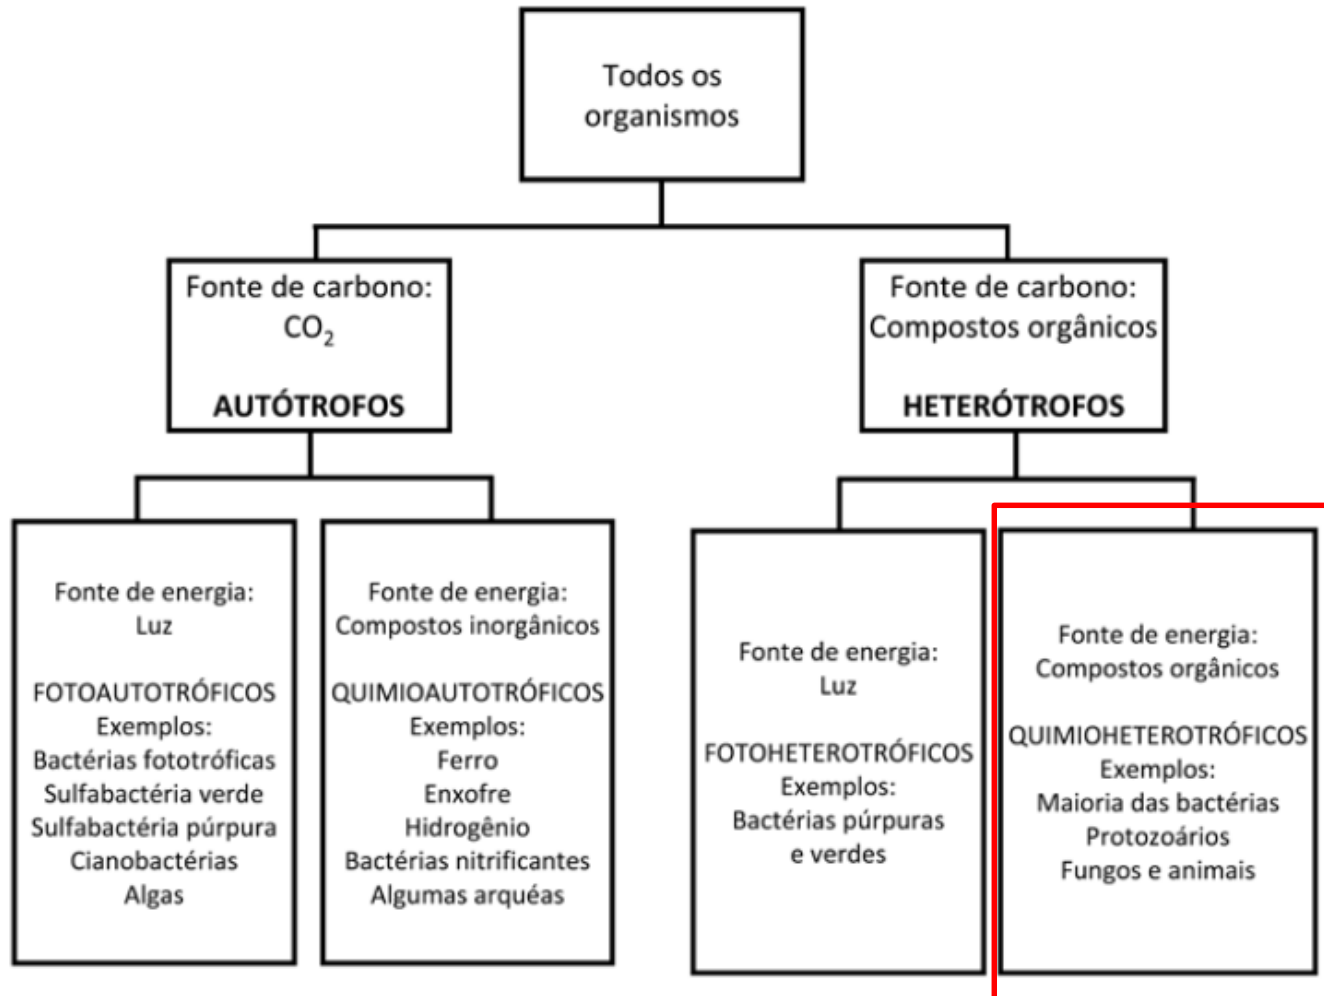 Todos os
organismos
Fonte de carbono:
CO₂
AUTÓTROFOS
Fonte de carbono:
Compostos orgânicos
HETERÓTROFOS
Fonte de energia:
Luz
FOTOAUTOTRÓFICOS
Exemplos:
Bactérias fototróficas
Sulfabactéria verde
Sulfabactéria púrpura
Cianobactérias
Algas
Fonte de energia:
Compostos inorgânicos
QUIMIOAUTOTRÓFICOS
Exemplos:
Ferro
Enxofre
Hidrogênio
Bactérias nitrificantes
Algumas arquéas
Fonte de energia:
Luz
FOTOHETEROTRÓFICOS
Exemplos:
Bactérias púrpuras
e verdes
Fonte de energia:
Compostos orgânicos
QUIMIOHETEROTRÓFICOS
Exemplos:
Maioria das bactérias
Protozoários
Fungos e animais